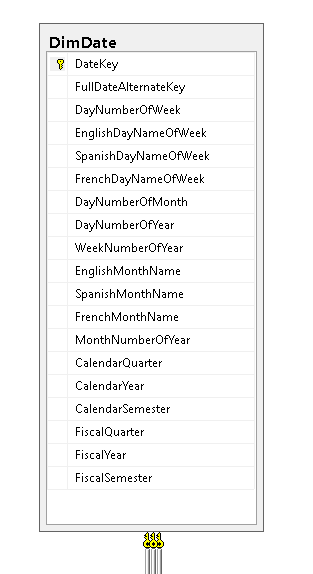 DimDate
DateKey
FullDateAlternateKey
DayNumberOfWeek
EnglishDayNameOfWeek
SpanishDayNameOfWeek
FrenchDayNameOfWeek
DayNumberOfMonth
DayNumberOfYear
WeekNumberOfYear
EnglishMonthName
SpanishMonthName
FrenchMonthName
MonthNumberOfYear
CalendarQuarter
CalendarYear
CalendarSemester
FiscalQuarter
FiscalYear
FiscalSemester